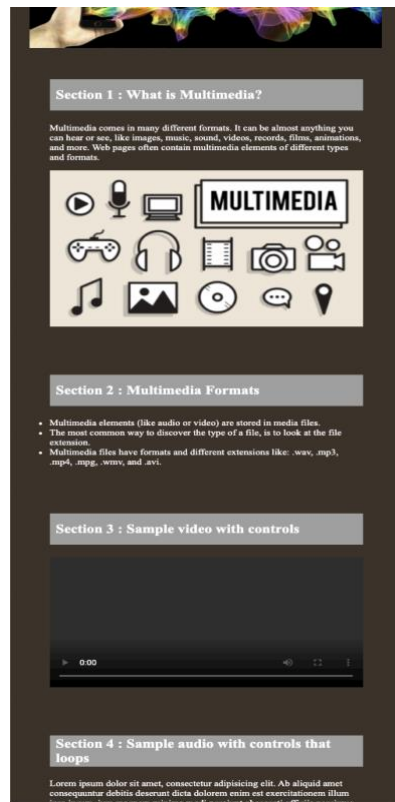 Section 1 : What is Multimedia?
Multimedia comes in many different formats. It can be almost anything you
can hear or see, like images, music, sound, videos, records, films, animations,
and more. Web pages often contain multimedia elements of different types
and formats.
MULTIMEDIA
Section 2 : Multimedia Formats
• Multimedia elements (like audio or video) are stored in media files.
• The most common way to discover the type of a file, is to look at the file
extension.
• Multimedia files have formats and different extensions like: .wav, .mp3,
.mp4, .mpg, .wmv, and .avi.
Section 3 : Sample video with controls
0:00
Section 4 : Sample audio with controls that
loops
Lorem ipsum dolor sit amet, consectetur adipisicing elit. Ab aliquid amet
consequuntur debitis deserunt dicta dolorem enim est exercitationem illum